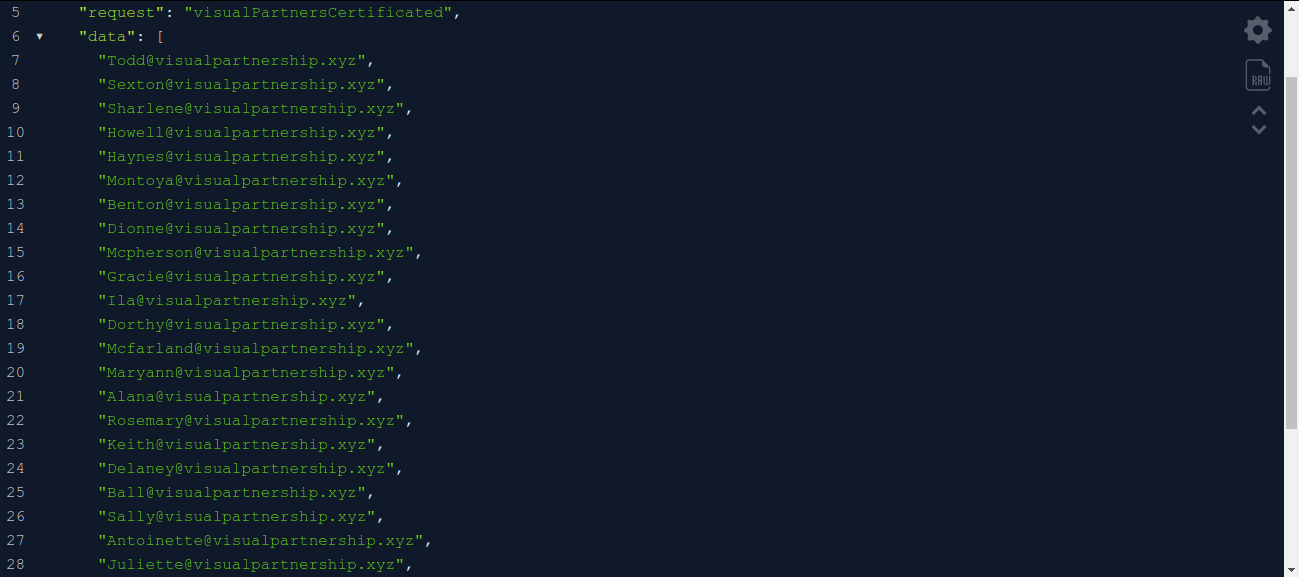 5 "request": "visualPartnersCertificated",
6 ▼ "data": [
7 "Todd@visualpartnership.xyz",
8 "Sexton@visualpartnership.xyz",
9 "Sharlene@visualpartnership.xyz",
10 "Howell@visualpartnership.xyz",
11 "Haynes@visualpartnership.xyz",
12 "Montoya@visualpartnership.xyz",
13 "Benton@visualpartnership.xyz",
14 "Dionne@visualpartnership.xyz",
15 "Mcpherson@visualpartnership.xyz",
16 "Gracie@visualpartnership.xyz",
17 "Ila@visualpartnership.xyz",
18 "Dorthy@visualpartnership.xyz",
19 "Mcfarland@visualpartnership.xyz",
20 "Maryann@visualpartnership.xyz",
21 "Alana@visualpartnership.xyz",
22 "Rosemary@visualpartnership.xyz",
23 "Keith@visualpartnership.xyz",
24 "Delaney@visualpartnership.xyz",
25 "Ball@visualpartnership.xyz",
26 "Sally@visualpartnership.xyz",
27 "Antoinette@visualpartnership.xyz",
28 "Juliette@visualpartnership.xyz",
RAW